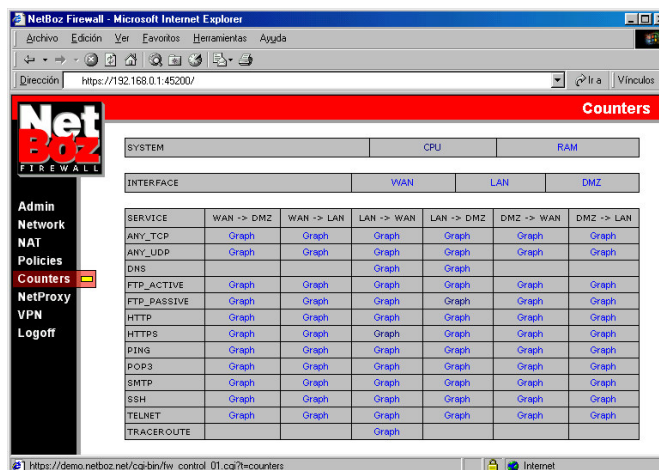 NetBoz Firewall - Microsoft Internet Explorer
Archivo Edición Ver Favoritos Herramientas Ayuda
Dirección https://192.168.0.1:45200/ Ir a Vínculos
Counters
Net
Boz
FIREWALL
Admin
Network
NAT
Policies
Counters
NetProxy
VPN
Logoff
SYSTEM CPU RAM
INTERFACE WAN LAN DMZ
SERVICE WAN -> DMZ WAN -> LAN LAN -> WAN LAN -> DMZ DMZ -> WAN DMZ -> LAN
ANY_TCP Graph Graph Graph Graph Graph Graph
ANY_UDP Graph Graph Graph Graph Graph Graph
DNS Graph Graph
FTP_ACTIVE Graph Graph Graph Graph Graph Graph
FTP_PASSIVE Graph Graph Graph Graph Graph Graph
HTTP Graph Graph Graph Graph Graph Graph
HTTPS Graph Graph Graph Graph Graph Graph
PING Graph Graph Graph Graph Graph Graph
POP3 Graph Graph Graph Graph Graph Graph
SMTP Graph Graph Graph Graph Graph Graph
SSH Graph Graph Graph Graph Graph Graph
TELNET Graph Graph Graph Graph Graph Graph
TRACEROUTE Graph
https://demo.netboz.net/cgi-bin/fw_control_01.cgi?t=counters Internet